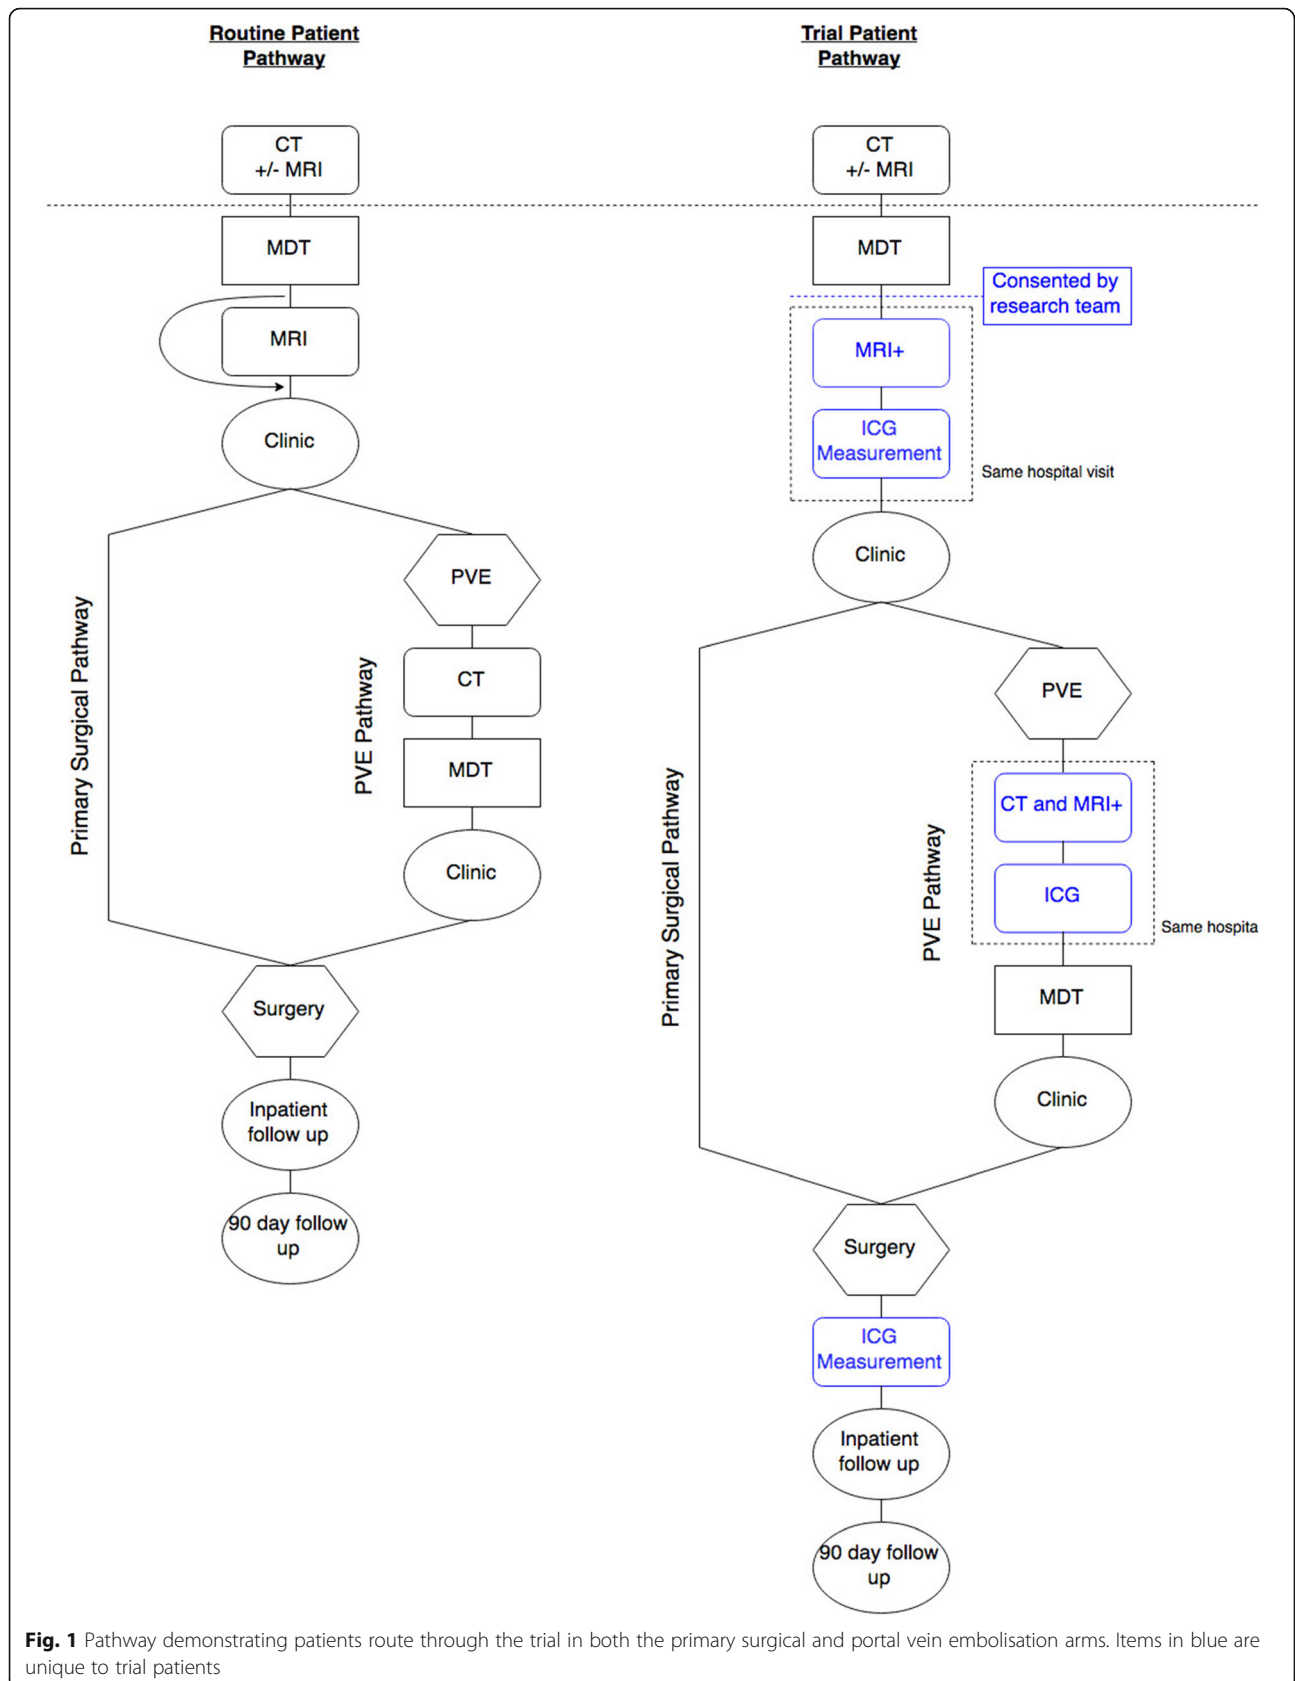 Routine Patient
Pathway
CT
+/- MRI
MDT
MRI
Clinic
Primary Surgical Pathway
PVE Pathway
PVE
CT
MDT
Clinic
Surgery
Inpatient
follow up
90 day follow
up
Trial Patient
Pathway
CT
+/- MRI
MDT
Consented by
research team
MRI+
ICG
Measurement
Same hospital visit
Clinic
Primary Surgical Pathway
PVE Pathway
PVE
CT and MRI+
ICG
Same hospita
MDT
Clinic
Surgery
ICG
Measurement
Inpatient
follow up
90 day follow
up
Fig. 1 Pathway demonstrating patients route through the trial in both the primary surgical and portal vein embolisation arms. Items in blue are
unique to trial patients